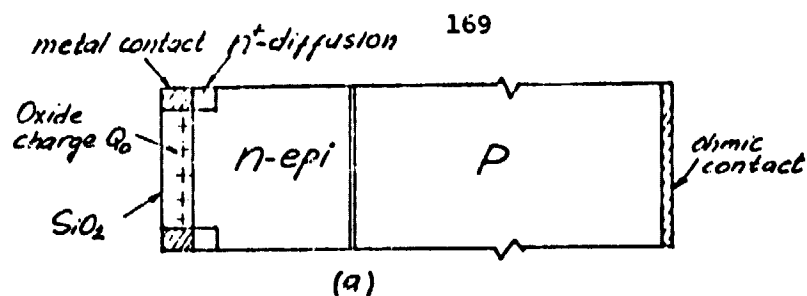 169
metal contact
n⁺-diffusion
Oxide
charge Q₀
n-epi
P
ohmic
contact
SiO₂
(a)